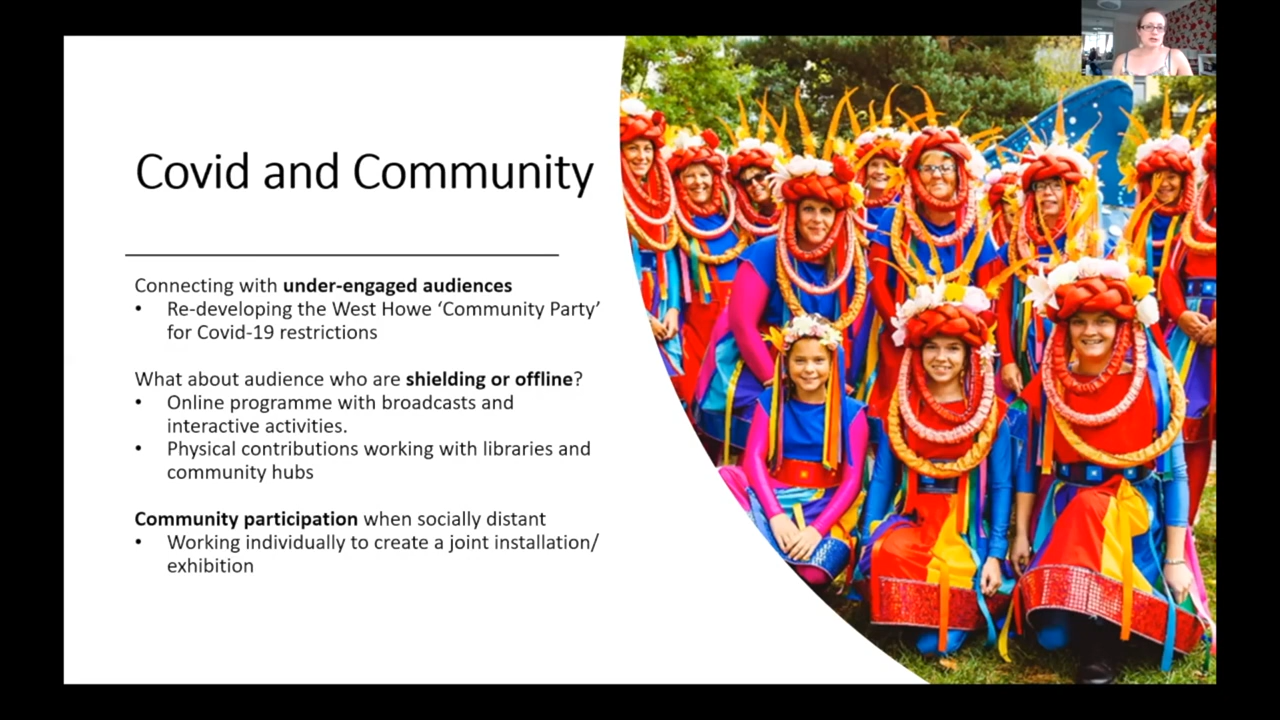 Covid and Community
Connecting with under-engaged audiences
• Re-developing the West Howe ‘Community Party’
for Covid-19 restrictions
What about audience who are shielding or offline?
• Online programme with broadcasts and
interactive activities.
• Physical contributions working with libraries and
community hubs
Community participation when socially distant
• Working individually to create a joint installation/
exhibition